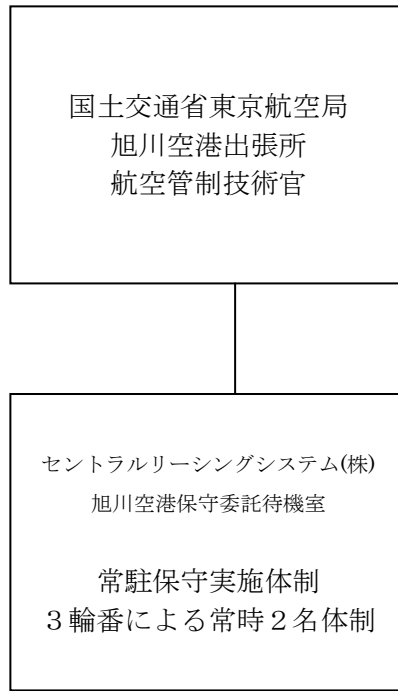 国土交通省東京航空局
旭川空港出張所
航空管制技術官
セントラルリーシングシステム(株)
旭川空港保守委託待機室
常駐保守実施体制
３輪番による常時２名体制